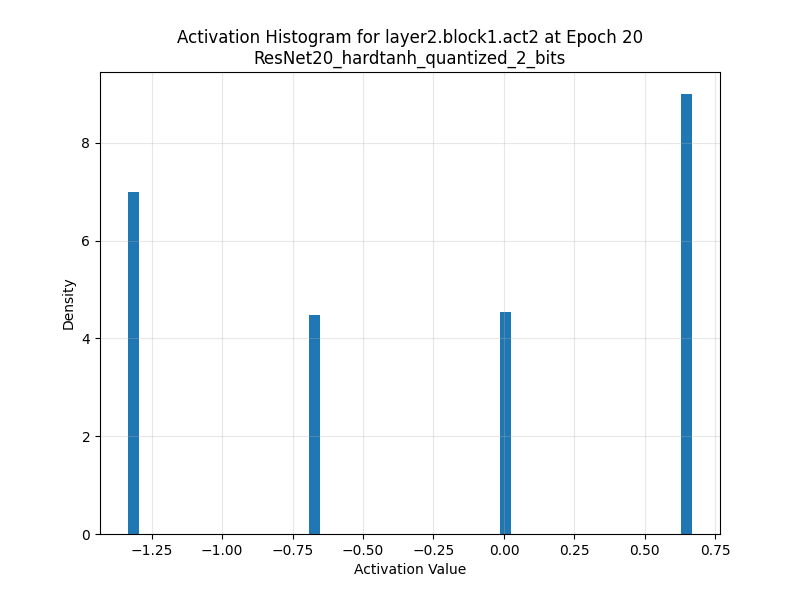 Activation Histogram for layer2.block1.act2 at Epoch 20
ResNet20_hardtanh_quantized_2_bits
Density
8
6
4
2
0
−1.25 −1.00 −0.75 −0.50 −0.25 0.00 0.25 0.50 0.75
Activation Value